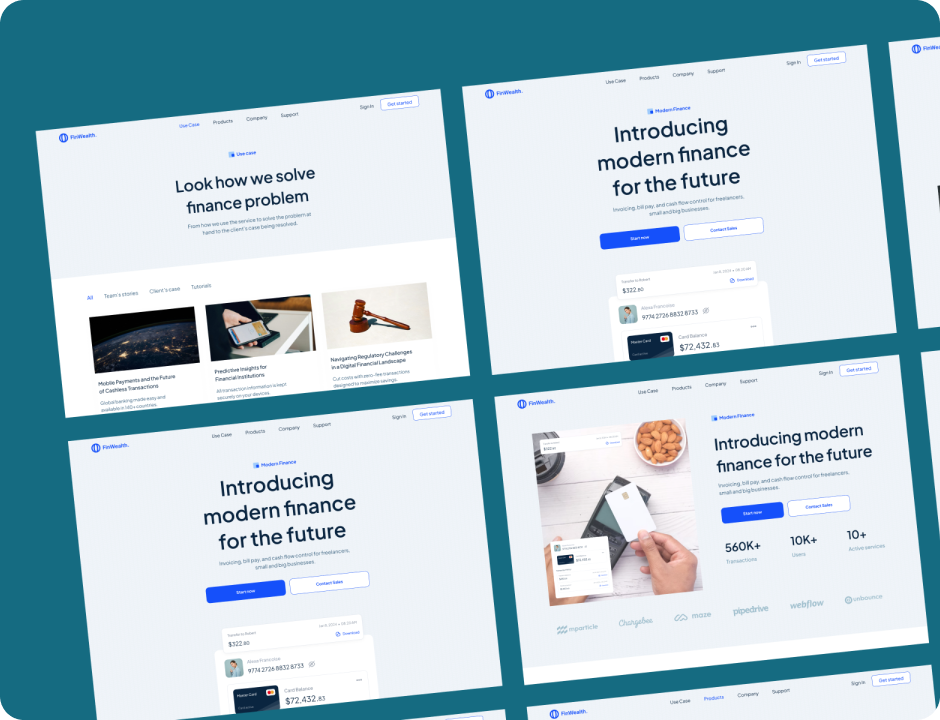 FinWealth.
Use Case
Products
Company
Support
Sign In
Get started
Use case
Look how we solve
finance problem
From how we use the service to solve the problem at
hand to the client's case being resolved.
All
Team's stories
Client's case
Tutorials
Mobile Payments and the Future
of Cashless Transactions
Global banking made easy and
available in 140+ countries.
Predictive Insights for
Financial Institutions
All transaction information is kept
securely on your devices.
Navigating Regulatory Challenges
in a Digital Financial Landscape
Cut costs with zero-fee transactions
designed to maximize savings.
FinWealth.
Use Case
Products
Company
Support
Sign In
Get started
Modern Finance
Introducing
modern finance
for the future
Invoicing, bill pay, and cash flow control for freelancers,
small and big businesses.
Start now
Contact Sales
Transfer to Robert
$322.80
Download
Alexa Francisca
9774 2726 8832 8733
Master Card
Card Balance
$72,432.83
FinWealth.
Use Case
Products
Company
Support
Sign In
Get started
Modern Finance
Introducing
modern finance
for the future
Invoicing, bill pay, and cash flow control for freelancers,
small and big businesses.
Start now
Contact Sales
Transfer to Robert
$322.80
Download
Alexa Francisca
9774 2726 8832 8733
Master Card
Card Balance
$72,432.83
FinWealth.
Use Case
Products
Company
Support
Sign In
Get started
Modern Finance
Introducing modern
finance for the future
Invoicing, bill pay, and cash flow control for freelancers,
small and big businesses.
Start now
Contact Sales
560K+
Transactions
10K+
Users
10+
Active services
mparticle
Chargebee
maze
pipedrive
webflow
unbounce
FinWealth.
Use Case
Products
Company
Support
Sign In
Get started